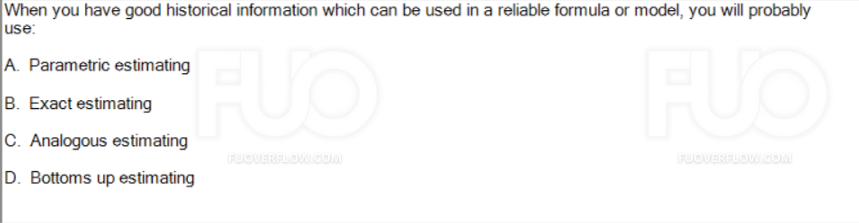 When you have good historical information which can be used in a reliable formula or model, you will probably
use:
A. Parametric estimating
B. Exact estimating
C. Analogous estimating
D. Bottoms up estimating
FUO
FUOVERFLOW.COM
FUO
FUOVERFLOW.COM